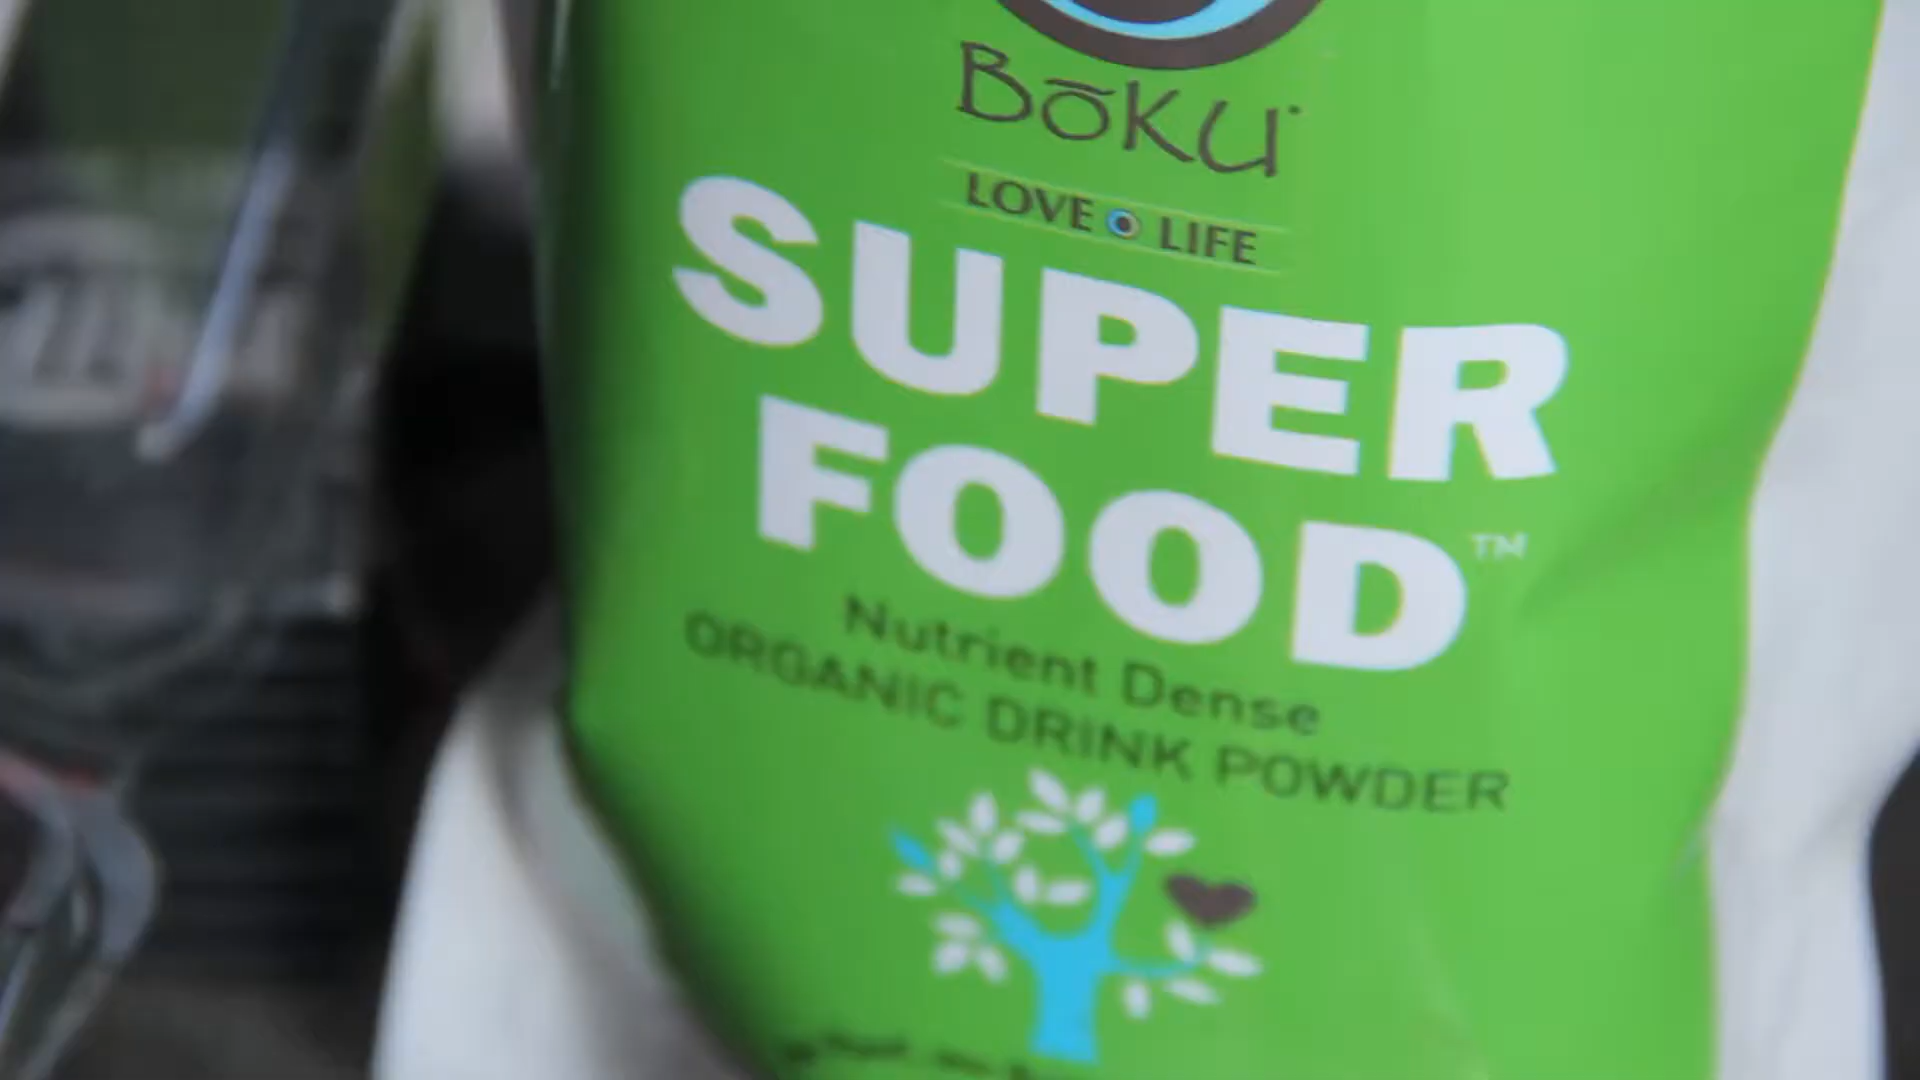 BōKU
LOVE LIFE
SUPER
FOOD™
Nutrient Dense
ORGANIC DRINK POWDER